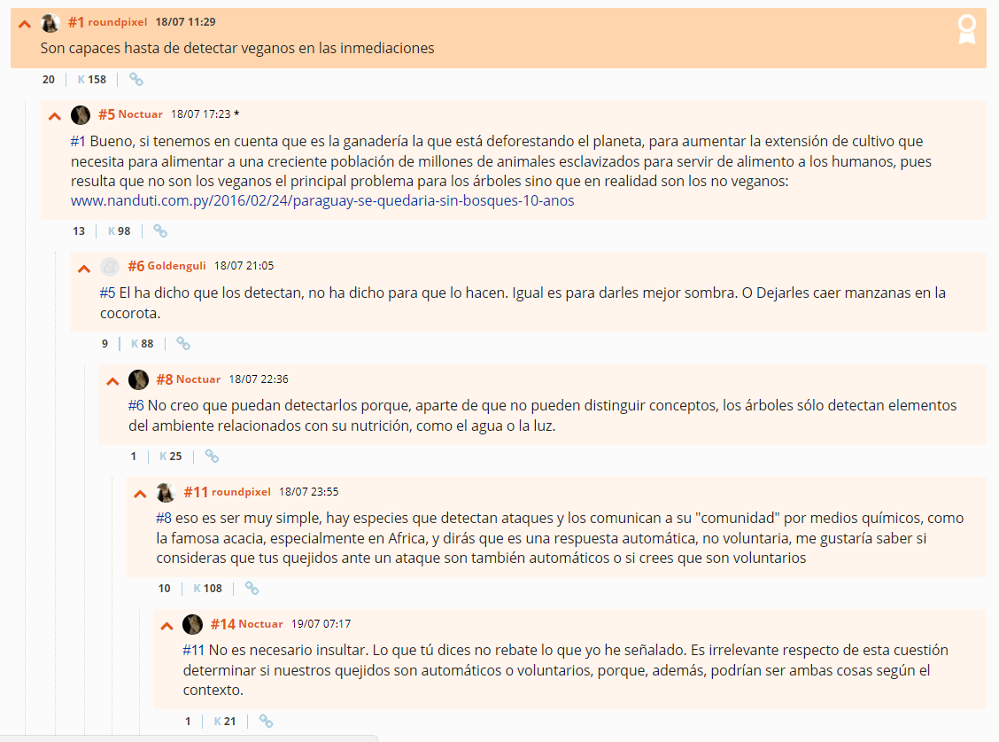 #1 roundpixel 18/07 11:29
Son capaces hasta de detectar veganos en las inmediaciones
20 K 158
#5 Noctuar 18/07 17:23 *
#1 Bueno, si tenemos en cuenta que es la ganadería la que está deforestando el planeta, para aumentar la extensión de cultivo que
necesita para alimentar a una creciente población de millones de animales esclavizados para servir de alimento a los humanos, pues
resulta que no son los veganos el principal problema para los árboles sino que en realidad son los no veganos:
www.nanduti.com.py/2016/02/24/paraguay-se-quedaria-sin-bosques-10-anos
13 K 98
#6 Goldenguli 18/07 21:05
#5 El ha dicho que los detectan, no ha dicho para que lo hacen. Igual es para darles mejor sombra. O Dejarles caer manzanas en la
cocorota.
9 K 88
#8 Noctuar 18/07 22:36
#6 No creo que puedan detectarlos porque, aparte de que no pueden distinguir conceptos, los árboles sólo detectan elementos
del ambiente relacionados con su nutrición, como el agua o la luz.
1 K 25
#11 roundpixel 18/07 23:55
#8 eso es ser muy simple, hay especies que detectan ataques y los comunican a su "comunidad" por medios químicos, como
la famosa acacia, especialmente en Africa, y dirás que es una respuesta automática, no voluntaria, me gustaría saber si
consideras que tus quejidos ante un ataque son también automáticos o si crees que son voluntarios
10 K 108
#14 Noctuar 19/07 07:17
#11 No es necesario insultar. Lo que tú dices no rebate lo que yo he señalado. Es irrelevante respecto de esta cuestión
determinar si nuestros quejidos son automáticos o voluntarios, porque, además, podrían ser ambas cosas según el
contexto.
1 K 21